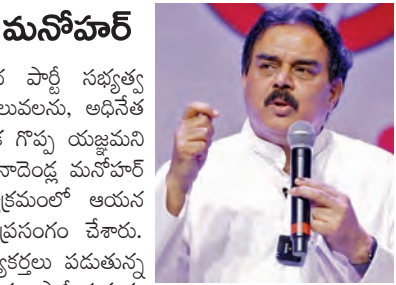 మనోహర్
న పార్టీ సభ్యత్వ
లువలను, అధినేత
క గొప్ప యజ్ఞమని
నాదెండ్ల మనోహర్
క్రమంలో ఆయన
ప్రసంగం చేశారు.
ర్యకర్తలు పడుతున్న